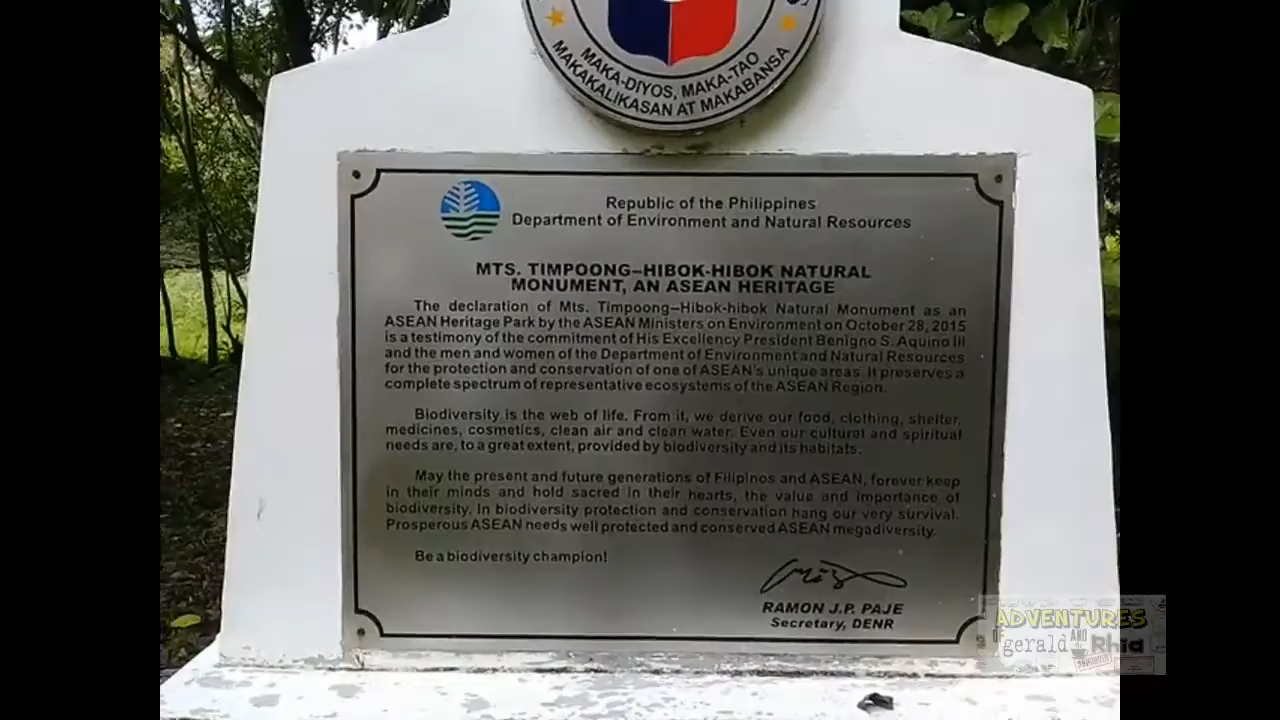 MAKA-DIYOS, MAKA-TAO
MAKAKALIKASAN AT MAKABANSA
Republic of the Philippines
Department of Environment and Natural Resources
MTS. TIMPOONG–HIBOK-HIBOK NATURAL
MONUMENT, AN ASEAN HERITAGE
The declaration of Mts. Timpoong–Hibok-hibok Natural Monument as an
ASEAN Heritage Park by the ASEAN Ministers on Environment on October 28, 2015
is a testimony of the commitment of His Excellency President Benigno S. Aquino III
and the men and women of the Department of Environment and Natural Resources
for the protection and conservation of one of ASEAN's unique areas. It preserves a
complete spectrum of representative ecosystems of the ASEAN Region.
Biodiversity is the web of life. From it, we derive our food, clothing, shelter,
medicines, cosmetics, clean air and clean water. Even our cultural and spiritual
needs are, to a great extent, provided by biodiversity and its habitats.
May the present and future generations of Filipinos and ASEAN, forever keep
in their minds and hold sacred in their hearts, the value and importance of
biodiversity. In biodiversity protection and conservation hang our very survival.
Prosperous ASEAN needs well protected and conserved ASEAN megadiversity.
Be a biodiversity champion!
RAMON J.P. PAJE
Secretary, DENR
ADVENTURES
OF gerald AND Rhia